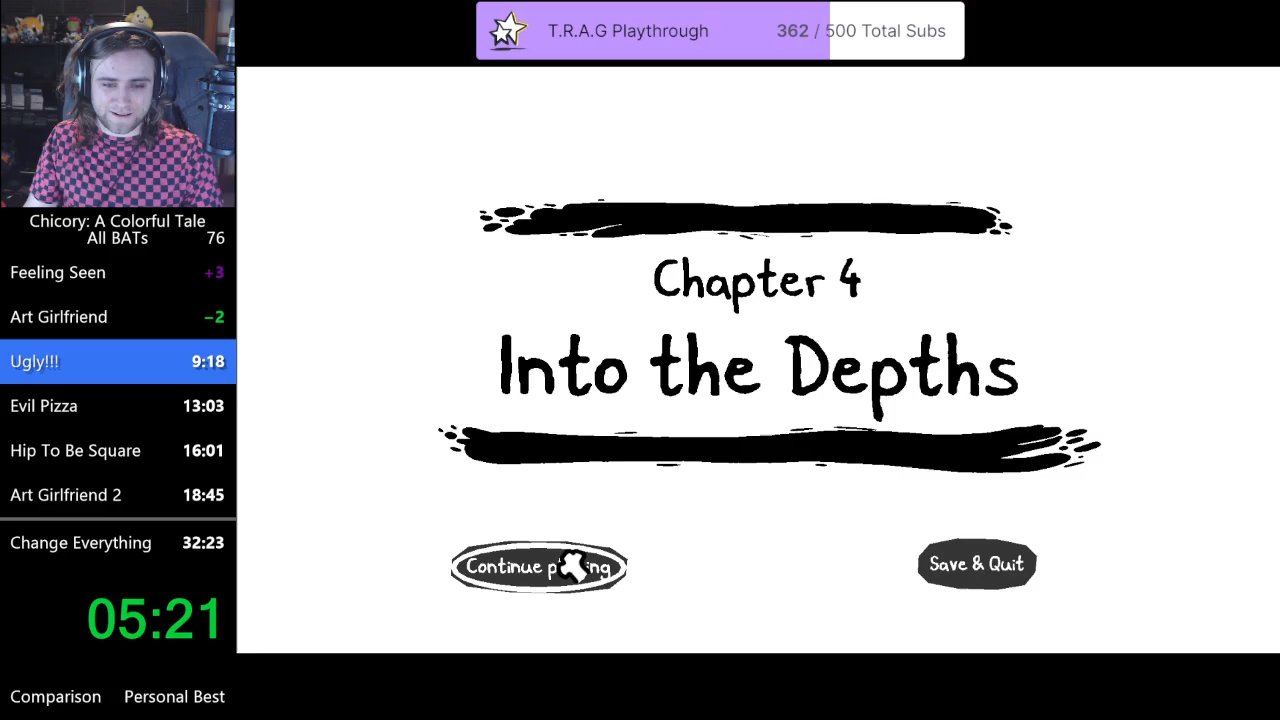 T.R.A.G Playthrough 362 / 500 Total Subs
Chicory: A Colorful Tale
All BATs 76
Feeling Seen +3
Art Girlfriend −2
Ugly!!! 9:18
Evil Pizza 13:03
Hip To Be Square 16:01
Art Girlfriend 2 18:45
Change Everything 32:23
05:21
Comparison Personal Best
Chapter 4
Into the Depths
Continue
Save & Quit